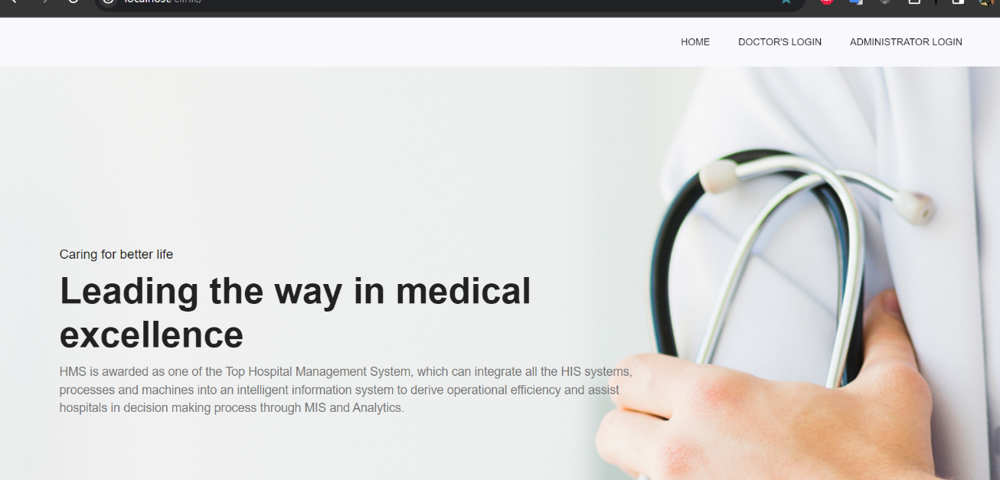 localhost/clinic/
HOME DOCTOR'S LOGIN ADMINISTRATOR LOGIN
Caring for better life
Leading the way in medical
excellence
HMS is awarded as one of the Top Hospital Management System, which can integrate all the HIS systems,
processes and machines into an intelligent information system to derive operational efficiency and assist
hospitals in decision making process through MIS and Analytics.